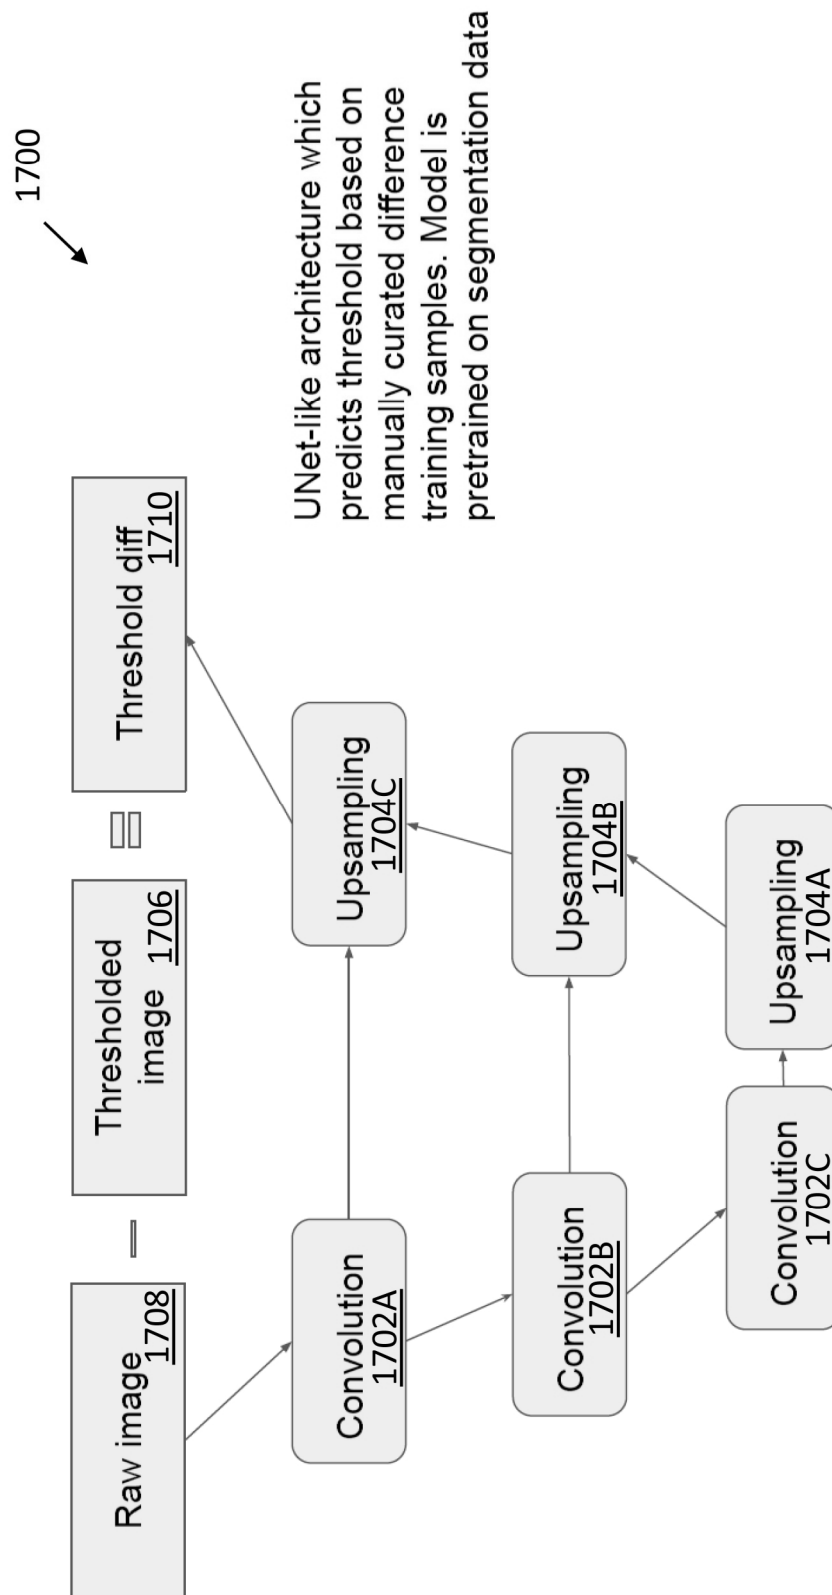 1700
Raw image
1708
Thresholded
image 1706
Threshold diff
1710
Convolution
1702A
Upsampling
1704C
Convolution
1702B
Upsampling
1704B
Convolution
1702C
Upsampling
1704A
UNet-like architecture which
predicts threshold based on
manually curated difference
training samples. Model is
pretrained on segmentation data